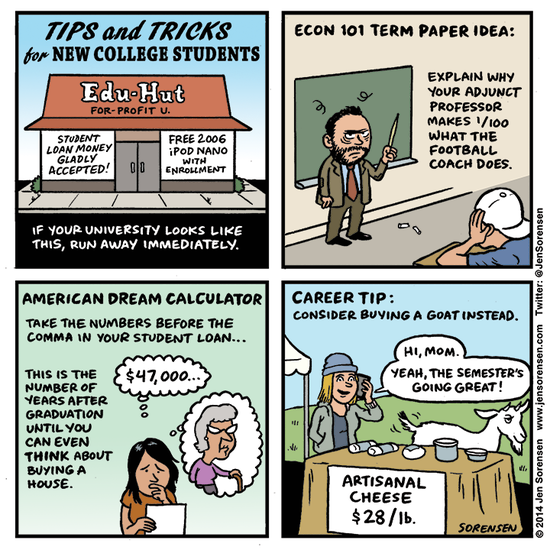 TIPS and TRICKS
for NEW COLLEGE STUDENTS
Edu-Hut
FOR-PROFIT U.
STUDENT
LOAN MONEY
GLADLY
ACCEPTED!
FREE 2006
iPOD NANO
WITH
ENROLLMENT
IF YOUR UNIVERSITY LOOKS LIKE
THIS, RUN AWAY IMMEDIATELY.
ECON 101 TERM PAPER IDEA:
EXPLAIN WHY
YOUR ADJUNCT
PROFESSOR
MAKES 1/100
WHAT THE
FOOTBALL
COACH DOES.
AMERICAN DREAM CALCULATOR
TAKE THE NUMBERS BEFORE THE
COMMA IN YOUR STUDENT LOAN...
THIS IS THE
NUMBER OF
YEARS AFTER
GRADUATION
UNTIL YOU
CAN EVEN
THINK ABOUT
BUYING A
HOUSE.
$47,000...
CAREER TIP:
CONSIDER BUYING A GOAT INSTEAD.
HI, MOM.
YEAH, THE SEMESTER'S
GOING GREAT!
ARTISANAL
CHEESE
$28/lb.
SORENSEN
© 2014 Jen Sorensen www.jensorensen.com Twitter: @JenSorensen